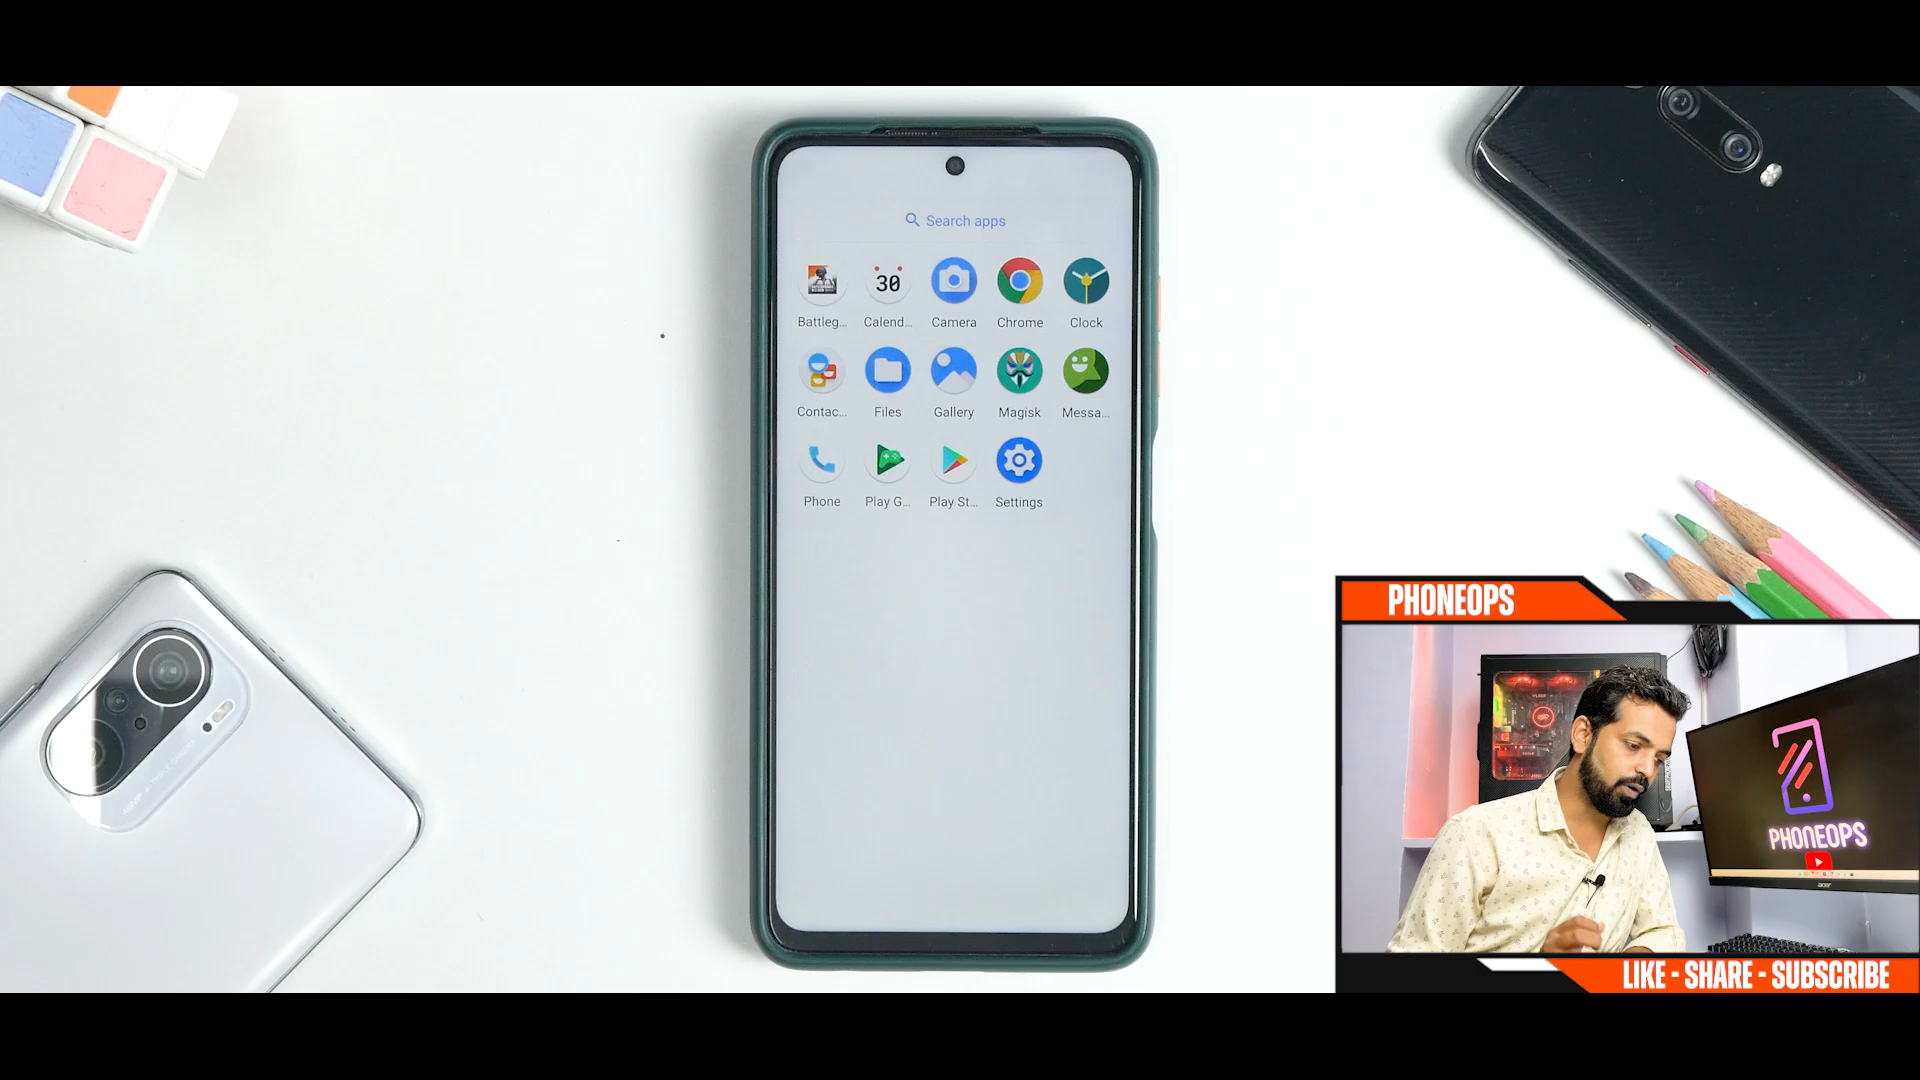 Search apps
30
Battleg... Calend... Camera Chrome Clock
Contac... Files Gallery Magisk Messa...
Phone Play G... Play St... Settings
PHONEOPS
PHONEOPS
acer
LIKE - SHARE - SUBSCRIBE